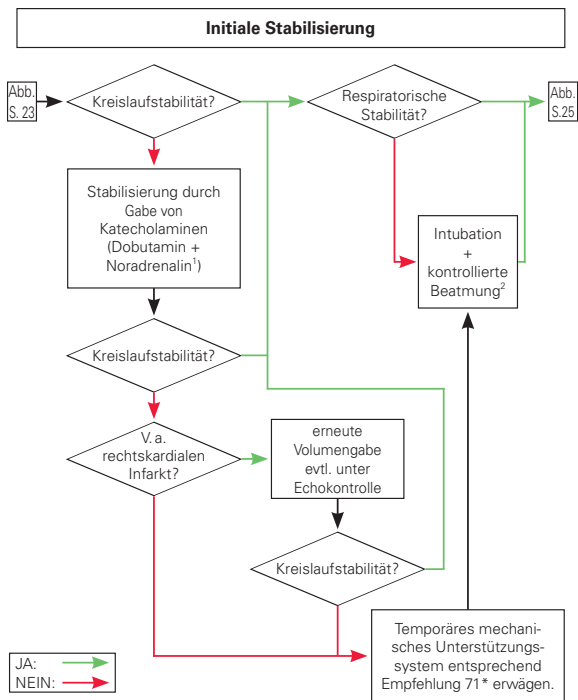 Initiale Stabilisierung
Abb.
S. 23
Kreislaufstabilität?
Respiratorische
Stabilität?
Abb.
S.25
Stabilisierung durch
Gabe von
Katecholaminen
(Dobutamin +
Noradrenalin¹)
Intubation
+
kontrollierte
Beatmung²
Kreislaufstabilität?
V. a.
rechtskardialen
Infarkt?
erneute
Volumengabe
evtl. unter
Echokontrolle
Kreislaufstabilität?
Temporäres mechani-
sches Unterstützungs-
system entsprechend
Empfehlung 71* erwägen.
JA:
NEIN: